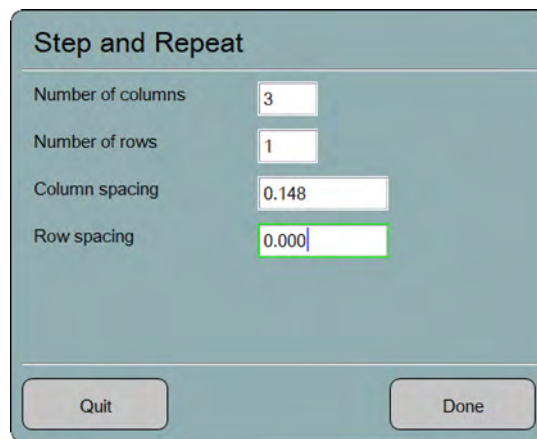 Step and Repeat
Number of columns 3
Number of rows 1
Column spacing 0.148
Row spacing 0.000
Quit Done